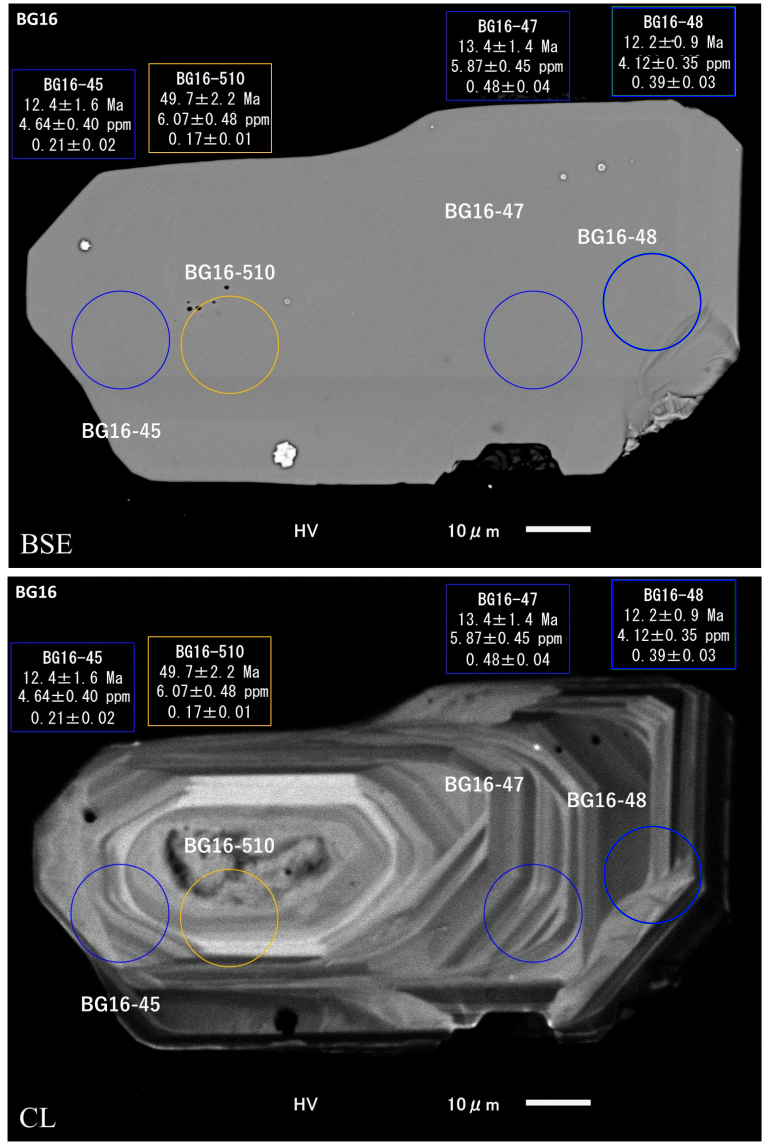 BG16
BG16-45
12.4±1.6 Ma
4.64±0.40 ppm
0.21±0.02
BG16-510
49.7±2.2 Ma
6.07±0.48 ppm
0.17±0.01
BG16-47
13.4±1.4 Ma
5.87±0.45 ppm
0.48±0.04
BG16-48
12.2±0.9 Ma
4.12±0.35 ppm
0.39±0.03
BG16-47
BG16-48
BG16-510
BG16-45
BSE
HV
10μm
BG16
BG16-45
12.4±1.6 Ma
4.64±0.40 ppm
0.21±0.02
BG16-510
49.7±2.2 Ma
6.07±0.48 ppm
0.17±0.01
BG16-47
13.4±1.4 Ma
5.87±0.45 ppm
0.48±0.04
BG16-48
12.2±0.9 Ma
4.12±0.35 ppm
0.39±0.03
BG16-47
BG16-48
BG16-510
BG16-45
CL
HV
10μm